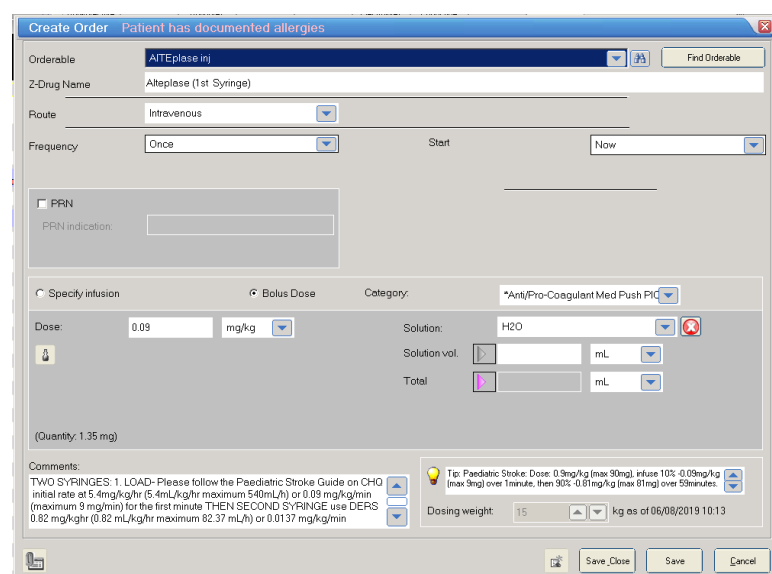 Create Order Patient has documented allergies
Orderable AlTEplase inj Find Orderable
Z-Drug Name Alteplase (1st Syringe)
Route Intravenous
Frequency Once Start Now
PRN
PRN indication:
Specify infusion Bolus Dose Category: *Anti/Pro-Coagulant Med Push PIC
Dose: 0.09 mg/kg Solution: H2O
Solution vol. mL
Total mL
(Quantity: 1.35 mg)
Comments:
TWO SYRINGES: 1. LOAD- Please follow the Paediatric Stroke Guide on CHQ
initial rate at 5.4mg/kg/hr (5.4mL/kg/hr maximum 540mL/h) or 0.09 mg/kg/min
(maximum 9 mg/min) for the first minute THEN SECOND SYRINGE use DERS
0.82 mg/kghr (0.82 mL/kg/hr maximum 82.37 mL/h) or 0.0137 mg/kg/min
Tip: Paediatric Stroke: Dose: 0.9mg/kg (max 90mg), infuse 10% -0.09mg/kg
(max 9mg) over 1minute, then 90% -0.81mg/kg (max 81mg) over 59minutes.
Dosing weight: 15 kg as of 06/08/2019 10:13
Save_Close Save Cancel